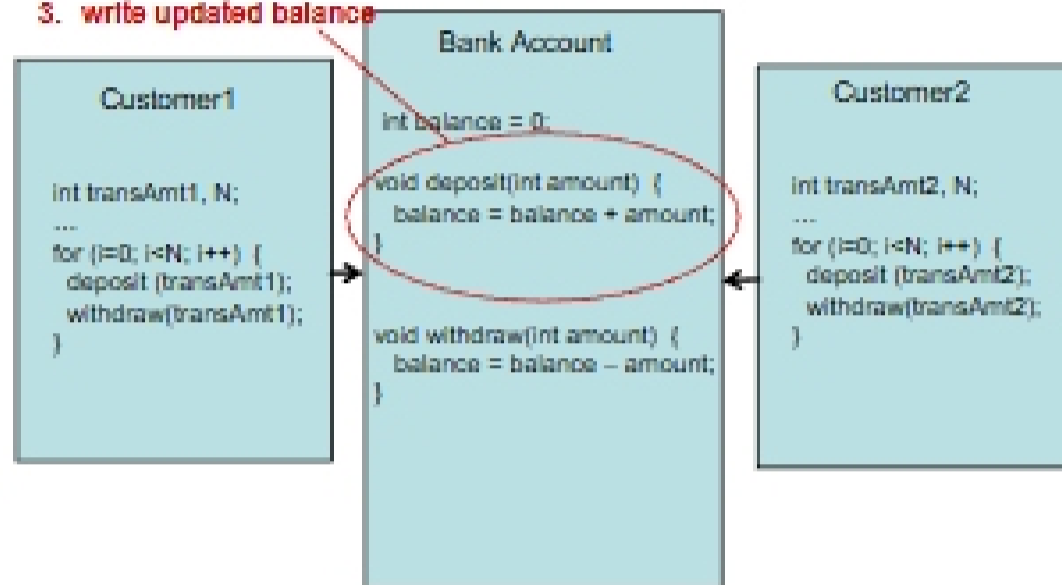 3. write updated balance
Bank Account
int balance = 0;
void deposit(int amount) {
balance = balance + amount;
}
void withdraw(int amount) {
balance = balance – amount;
}
Customer1
int transAmt1, N;
...
for (i=0; i<N; i++) {
deposit (transAmt1);
withdraw(transAmt1);
}
Customer2
int transAmt2, N;
...
for (i=0; i<N; i++) {
deposit (transAmt2);
withdraw(transAmt2);
}